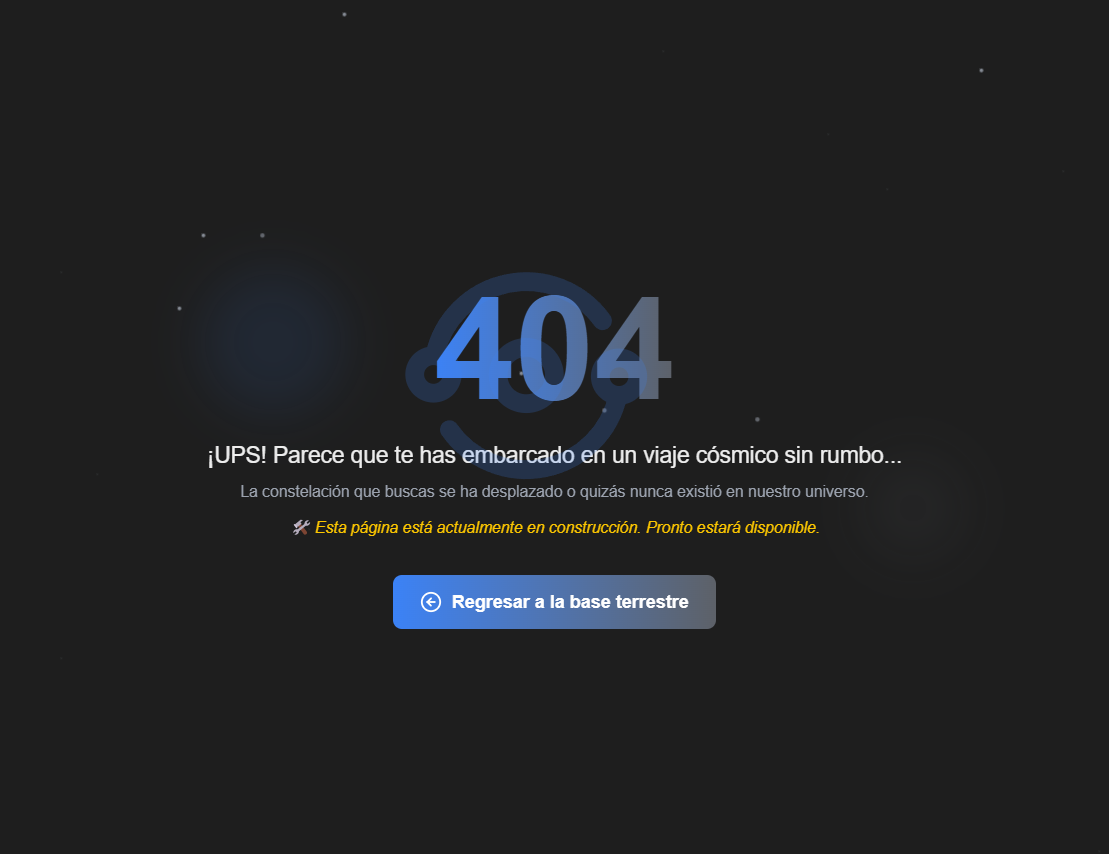 404
¡UPS! Parece que te has embarcado en un viaje cósmico sin rumbo...
La constelación que buscas se ha desplazado o quizás nunca existió en nuestro universo.
🛠️ Esta página está actualmente en construcción. Pronto estará disponible.
Regresar a la base terrestre